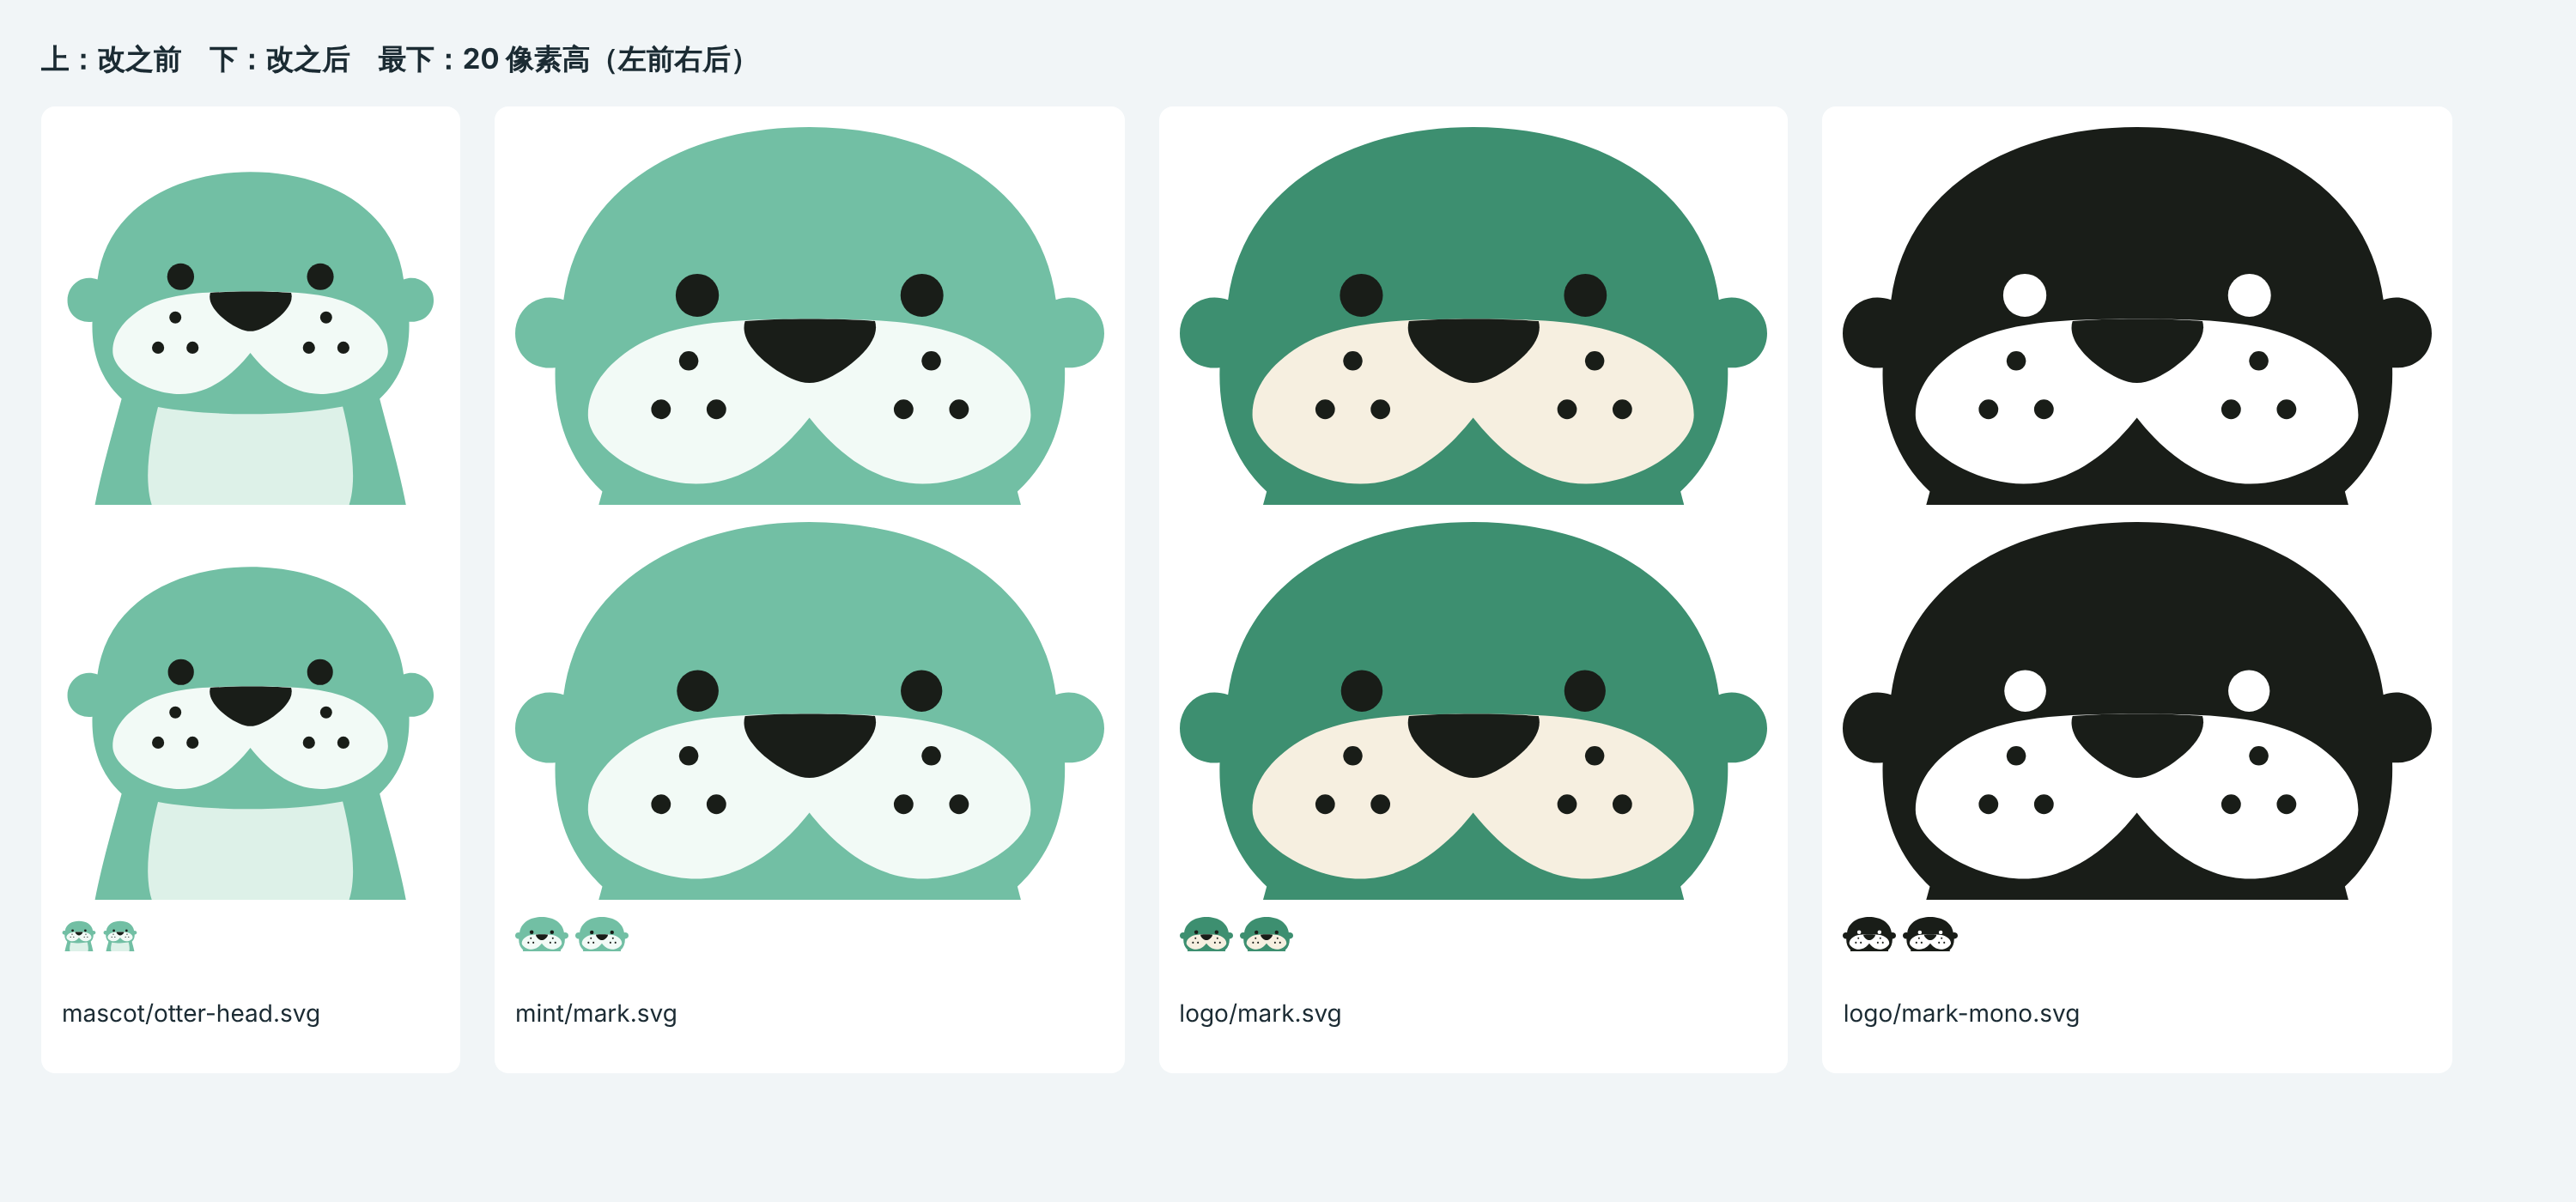 上：改之前　下：改之后　最下：20 像素高（左前右后）
mascot/otter-head.svg
mint/mark.svg
logo/mark.svg
logo/mark-mono.svg